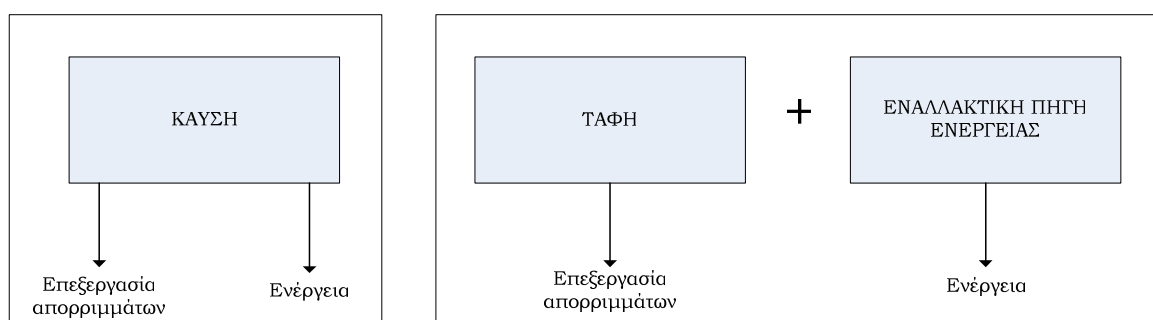 ΚΑΥΣΗ
Επεξεργασία
απορριμμάτων
Ενέργεια
ΤΑΦΗ
+
ΕΝΑΛΛΑΚΤΙΚΗ ΠΗΓΗ
ΕΝΕΡΓΕΙΑΣ
Επεξεργασία
απορριμμάτων
Ενέργεια